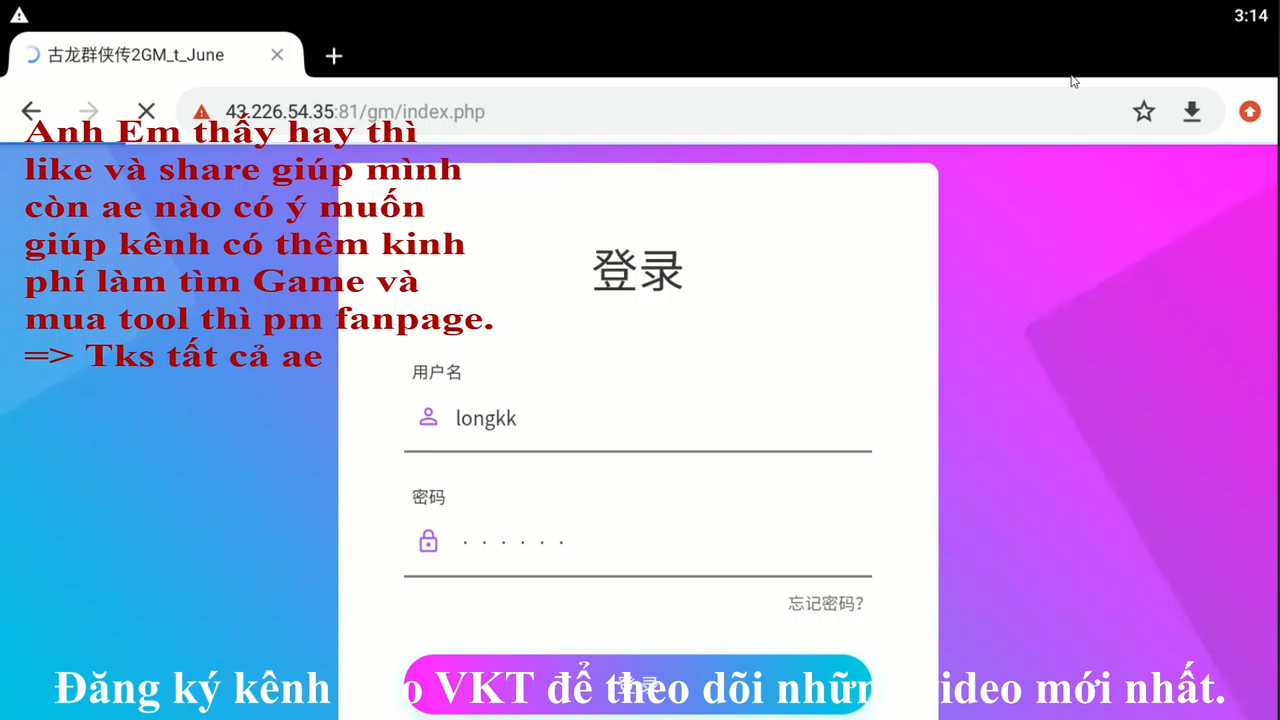 3:14
古龙群侠传2GM_t_June
43.226.54.35:81/gm/index.php
Anh Em thấy hay thì
like và share giúp mình
còn ae nào có ý muốn
giúp kênh có thêm kinh
phí làm tìm Game và
mua tool thì pm fanpage.
=> Tks tất cả ae
登录
用户名
longkk
密码
忘记密码?
登录
Đăng ký kênh VKT để theo dõi mới nhất.